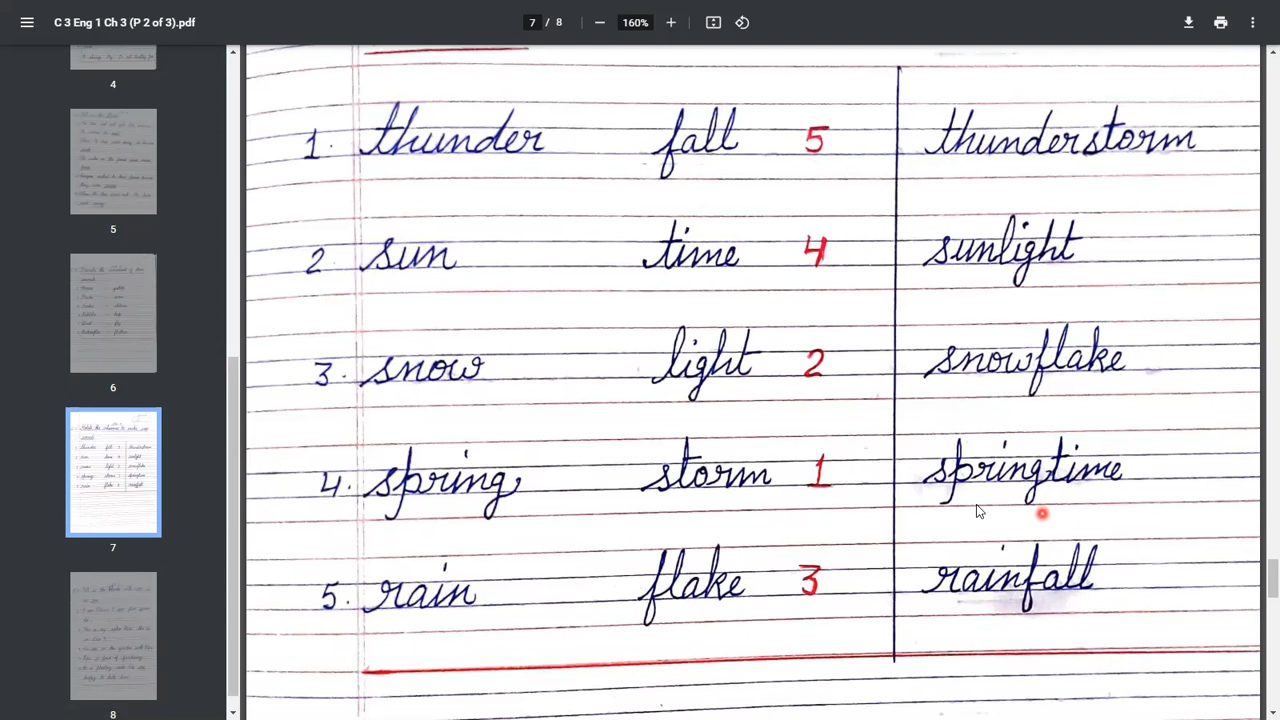 C 3 Eng 1 Ch 3 (P 2 of 3).pdf 7 / 8 160%
4
5
6
7
8
1. thunder fall 5 thunderstorm
2. sun time 4 sunlight
3. snow light 2 snowflake
4. spring storm 1 springtime
5. rain flake 3 rainfall